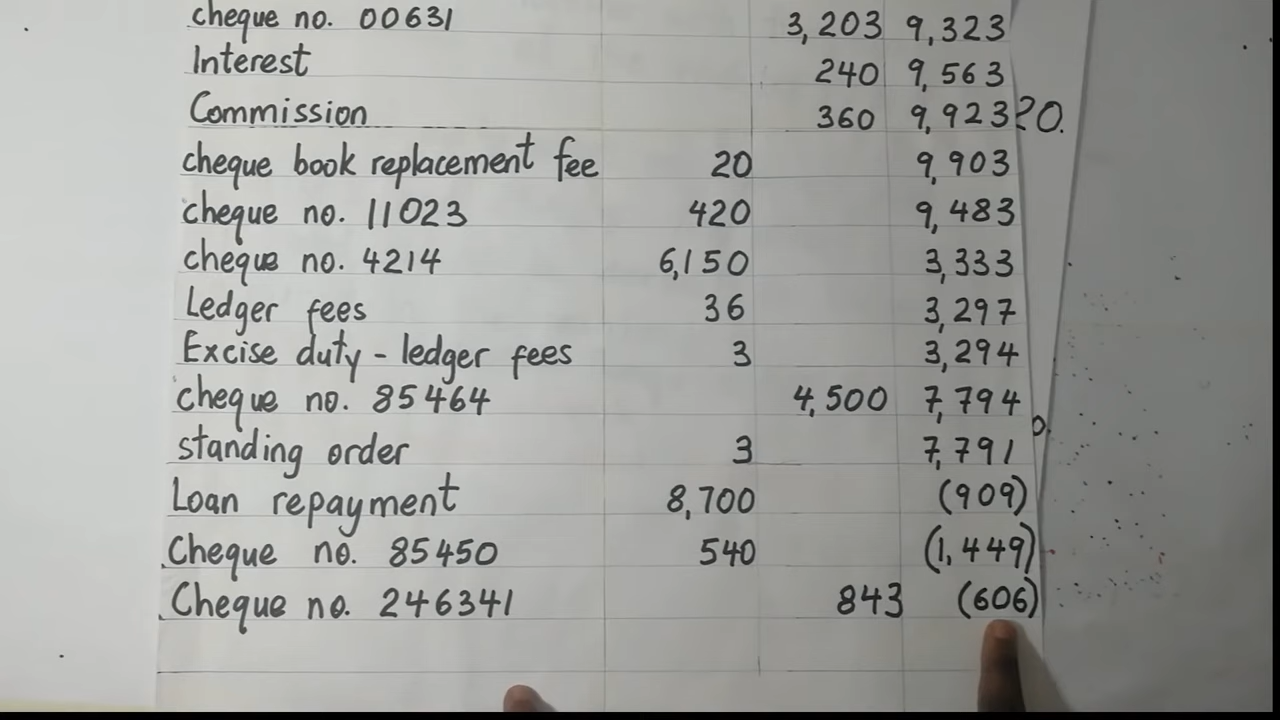 cheque no. 00631 3,203 9,323
Interest 240 9,563
Commission 360 9,923 20.
cheque book replacement fee 20 9,903
cheque no. 11023 420 9,483
cheque no. 4214 6,150 3,333
Ledger fees 36 3,297
Excise duty - ledger fees 3 3,294
cheque no. 85464 4,500 7,794
standing order 3 7,791
Loan repayment 8,700 (909)
Cheque no. 85450 540 (1,449)
Cheque no. 246341 843 (606)